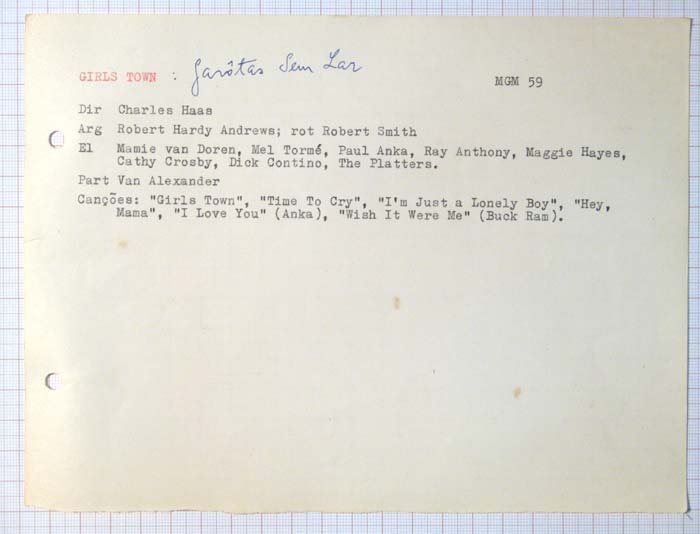 GIRLS TOWN : Garôtas Sem Lar MGM 59
Dir Charles Haas
Arg Robert Hardy Andrews; rot Robert Smith
El Mamie van Doren, Mel Tormé, Paul Anka, Ray Anthony, Maggie Hayes,
Cathy Crosby, Dick Contino, The Platters.
Part Van Alexander
Canções: "Girls Town", "Time To Cry", "I'm Just a Lonely Boy", "Hey,
Mama", "I Love You" (Anka), "Wish It Were Me" (Buck Ram).